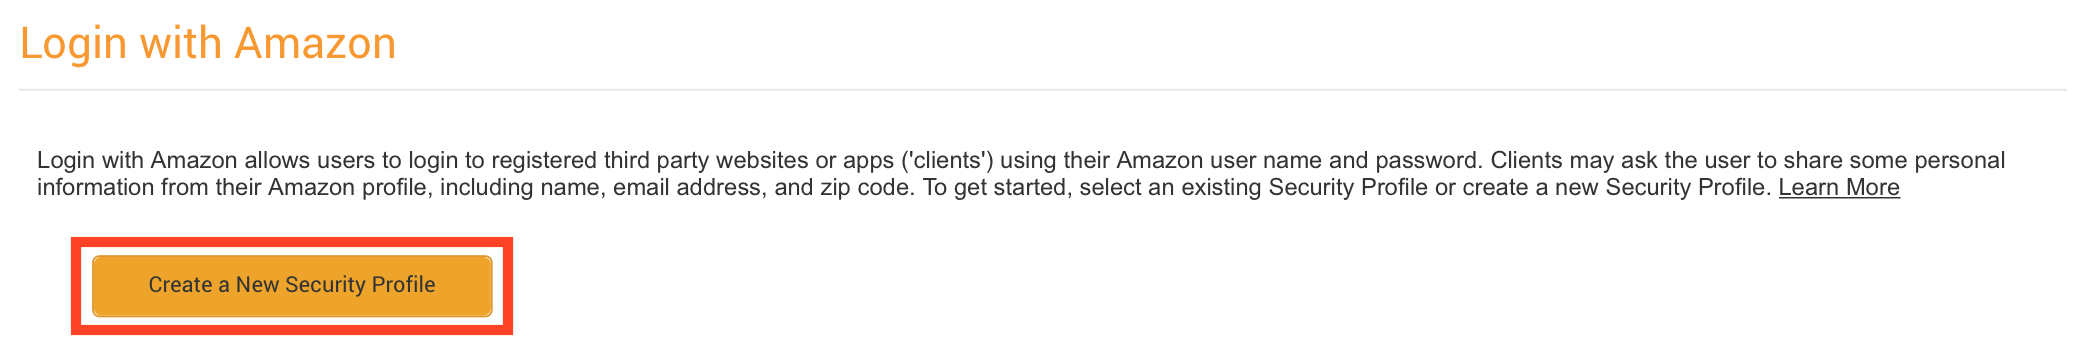 Login with Amazon
Login with Amazon allows users to login to registered third party websites or apps ('clients') using their Amazon user name and password. Clients may ask the user to share some personal
information from their Amazon profile, including name, email address, and zip code. To get started, select an existing Security Profile or create a new Security Profile. Learn More
Create a New Security Profile